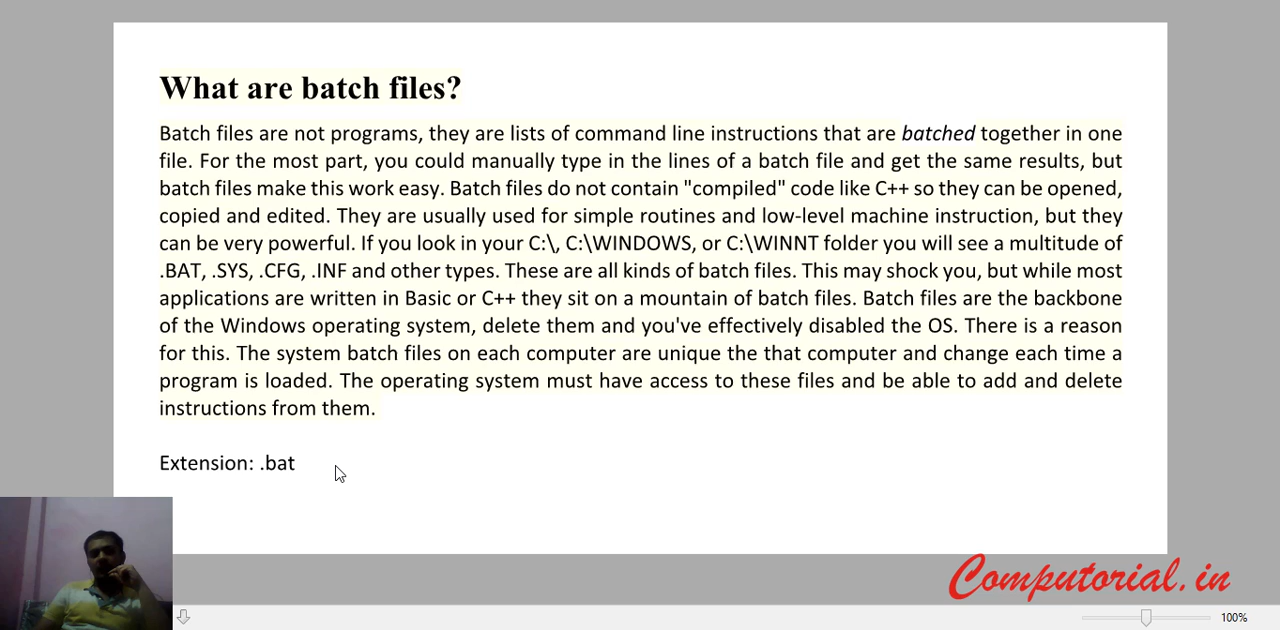 What are batch files?
Batch files are not programs, they are lists of command line instructions that are batched together in one
file. For the most part, you could manually type in the lines of a batch file and get the same results, but
batch files make this work easy. Batch files do not contain "compiled" code like C++ so they can be opened,
copied and edited. They are usually used for simple routines and low-level machine instruction, but they
can be very powerful. If you look in your C:\, C:\WINDOWS, or C:\WINNT folder you will see a multitude of
.BAT, .SYS, .CFG, .INF and other types. These are all kinds of batch files. This may shock you, but while most
applications are written in Basic or C++ they sit on a mountain of batch files. Batch files are the backbone
of the Windows operating system, delete them and you've effectively disabled the OS. There is a reason
for this. The system batch files on each computer are unique the that computer and change each time a
program is loaded. The operating system must have access to these files and be able to add and delete
instructions from them.
Extension: .bat
Computorial.in
100%